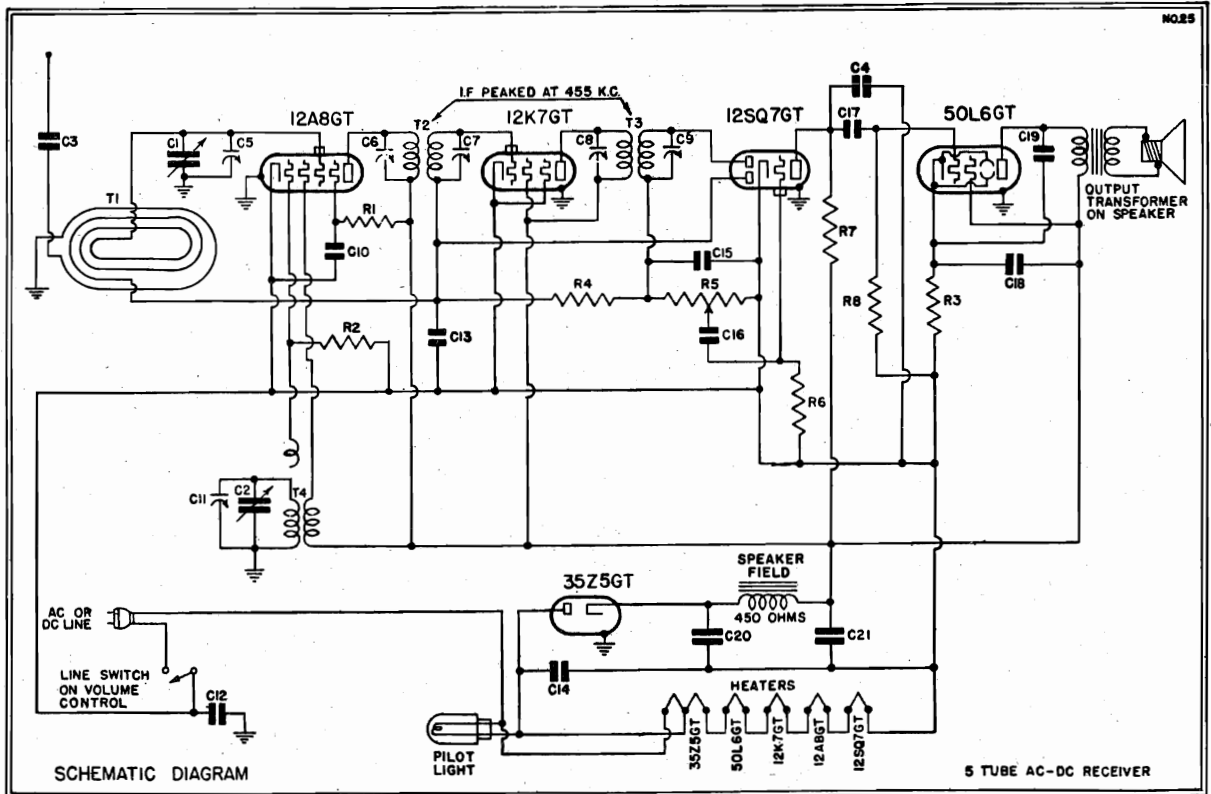 NO.25
I.F PEAKED AT 455 K.C.
12A8GT
12K7GT
12SQ7GT
50L6GT
C3
C1
C5
C6
T2
C7
C8
T3
C9
C4
C17
C19
OUTPUT
TRANSFORMER
ON SPEAKER
T1
R1
C10
R7
C15
C18
R4
R5
R8
R3
R2
C13
C16
R6
C11
C2
T4
35Z5GT
SPEAKER
FIELD
450 OHMS
AC OR
DC LINE
C20
C21
LINE SWITCH
ON VOLUME
CONTROL
C12
C14
HEATERS
35Z5GT
50L6GT
12K7GT
12A8GT
12SQ7GT
PILOT
LIGHT
SCHEMATIC DIAGRAM
5 TUBE AC-DC RECEIVER